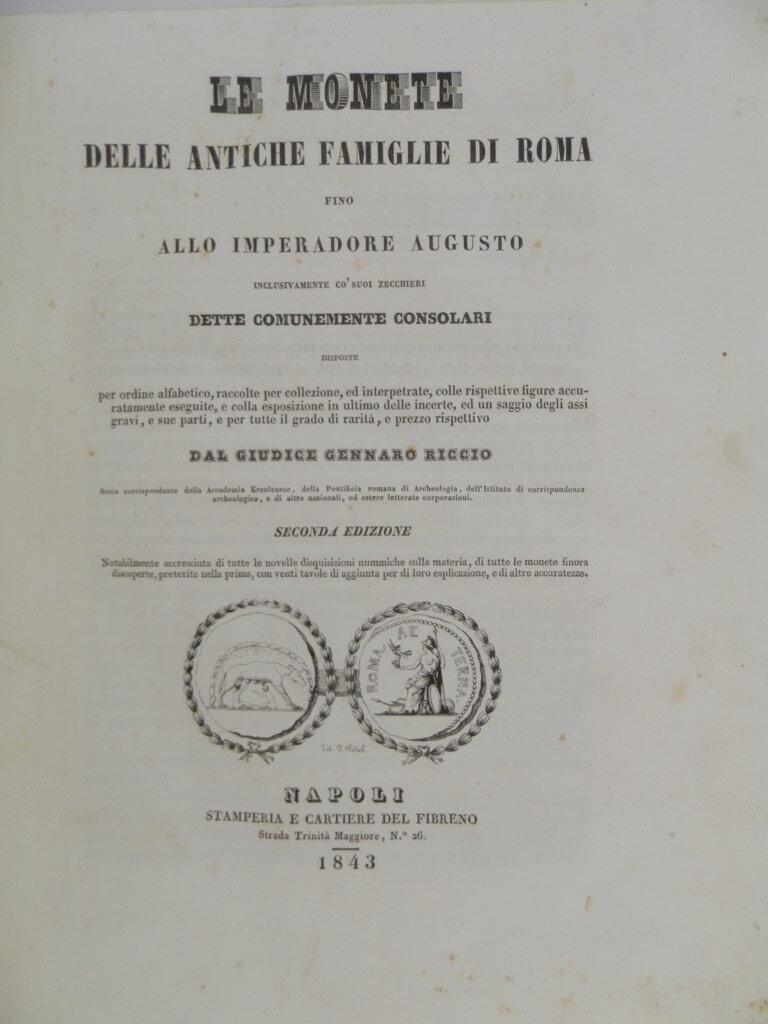 LE MONETE
DELLE ANTICHE FAMIGLIE DI ROMA
FINO
ALLO IMPERADORE AUGUSTO
INCLUSIVAMENTE CO' SUOI ZECCHIERI
DETTE COMUNEMENTE CONSOLARI
DISPOSTE
per ordine alfabetico, raccolte per collezione, ed interpetrate, colle rispettive figure accu-
ratamente eseguite, e colla esposizione in ultimo delle incerte, ed un saggio degli assi
gravi, e sue parti, e per tutte il grado di rarità, e prezzo rispettivo
DAL GIUDICE GENNARO RICCIO
Socio corrispondente della Accademia Ercolanese, della Pontificia romana di Archeologia, dell'Istituto di corrispondenza
archeologica, e di altre nazionali, ed estere letterate corporazioni.
SECONDA EDIZIONE
Notabilmente accresciuta di tutte le novelle disquisizioni nummiche sulla materia, di tutte le monete finora
discoperte, preterite nella prima, con venti tavole di aggiunta per di loro esplicazione, e di altre accuratezze.
ROMA AE TERNA
NAPOLI
STAMPERIA E CARTIERE DEL FIBRENO
Strada Trinità Maggiore, N.º 26.
1843